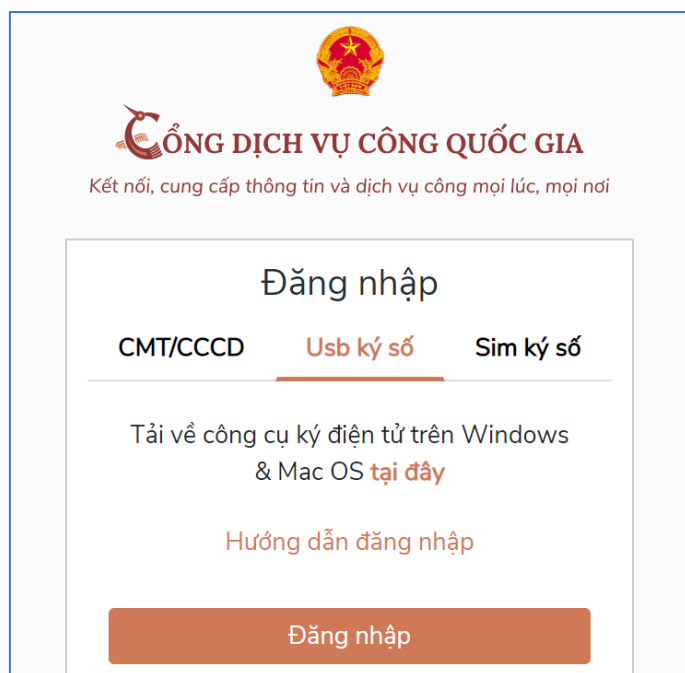 CỔNG DỊCH VỤ CÔNG QUỐC GIA
Kết nối, cung cấp thông tin và dịch vụ công mọi lúc, mọi nơi
Đăng nhập
CMT/CCCD Usb ký số Sim ký số
Tải về công cụ ký điện tử trên Windows
& Mac OS tại đây
Hướng dẫn đăng nhập
Đăng nhập